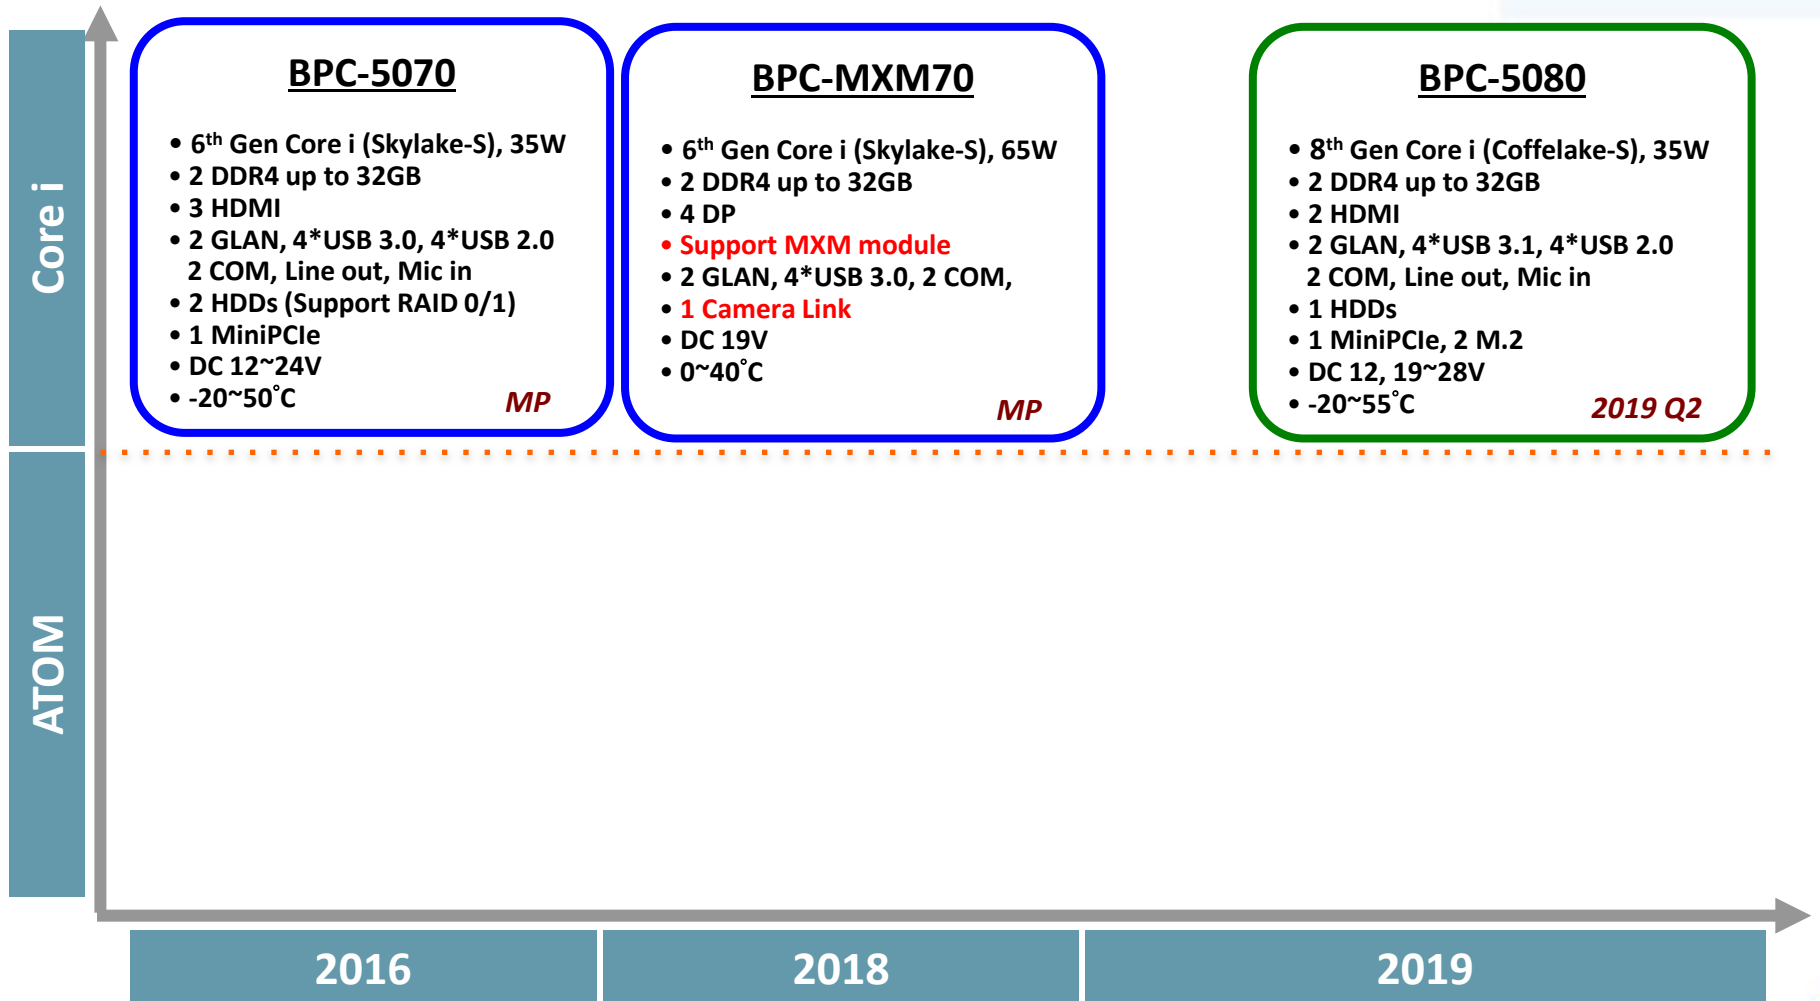 Core i
BPC-5070
• 6th Gen Core i (Skylake-S), 35W
• 2 DDR4 up to 32GB
• 3 HDMI
• 2 GLAN, 4*USB 3.0, 4*USB 2.0
2 COM, Line out, Mic in
• 2 HDDs (Support RAID 0/1)
• 1 MiniPCIe
• DC 12~24V
• -20~50°C
MP
BPC-MXM70
• 6th Gen Core i (Skylake-S), 65W
• 2 DDR4 up to 32GB
• 4 DP
• Support MXM module
• 2 GLAN, 4*USB 3.0, 2 COM,
• 1 Camera Link
• DC 19V
• 0~40°C
MP
BPC-5080
• 8th Gen Core i (Coffelake-S), 35W
• 2 DDR4 up to 32GB
• 2 HDMI
• 2 GLAN, 4*USB 3.1, 4*USB 2.0
2 COM, Line out, Mic in
• 1 HDDs
• 1 MiniPCIe, 2 M.2
• DC 12, 19~28V
• -20~55°C
2019 Q2
ATOM
2016
2018
2019